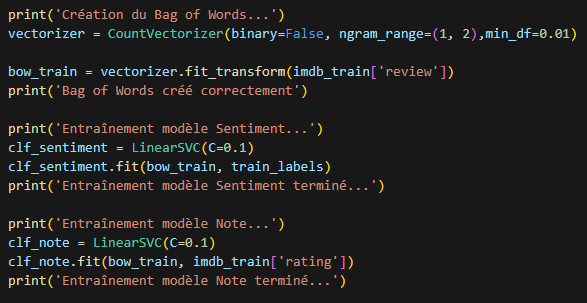 print('Création du Bag of Words...')
vectorizer = CountVectorizer(binary=False, ngram_range=(1, 2),min_df=0.01)
bow_train = vectorizer.fit_transform(imdb_train['review'])
print('Bag of Words créé correctement')
print('Entraînement modèle Sentiment...')
clf_sentiment = LinearSVC(C=0.1)
clf_sentiment.fit(bow_train, train_labels)
print('Entraînement modèle Sentiment terminé...')
print('Entraînement modèle Note...')
clf_note = LinearSVC(C=0.1)
clf_note.fit(bow_train, imdb_train['rating'])
print('Entraînement modèle Note terminé...')